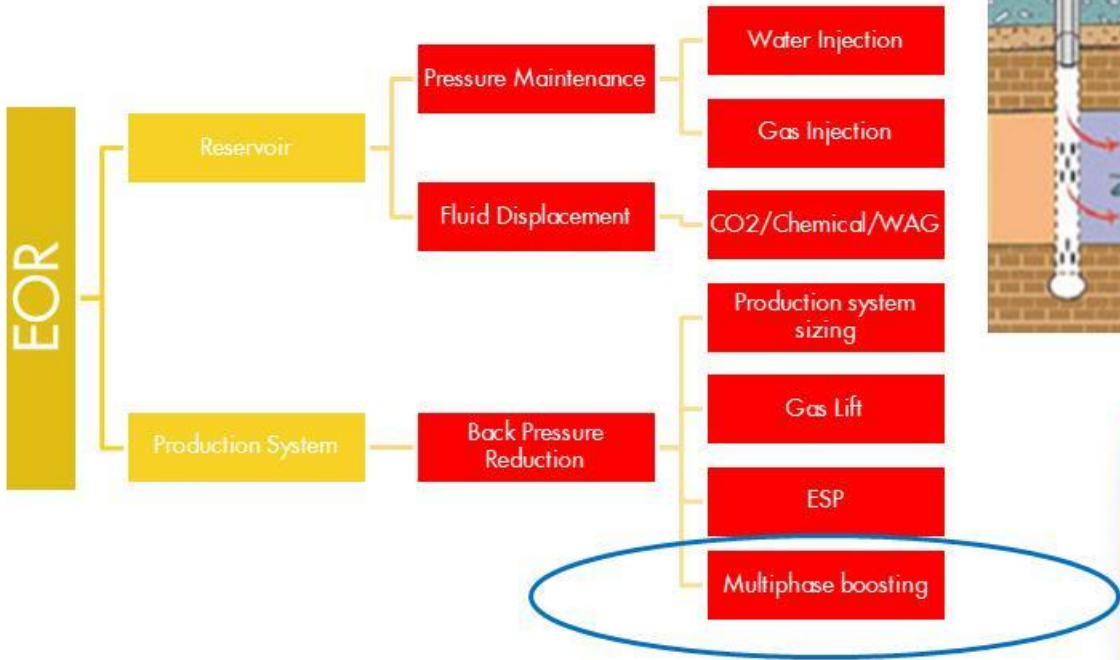 EOR
Reservoir
Production System
Pressure Maintenance
Fluid Displacement
Back Pressure
Reduction
Water Injection
Gas Injection
CO2/Chemical/WAG
Production system
sizing
Gas Lift
ESP
Multiphase boosting